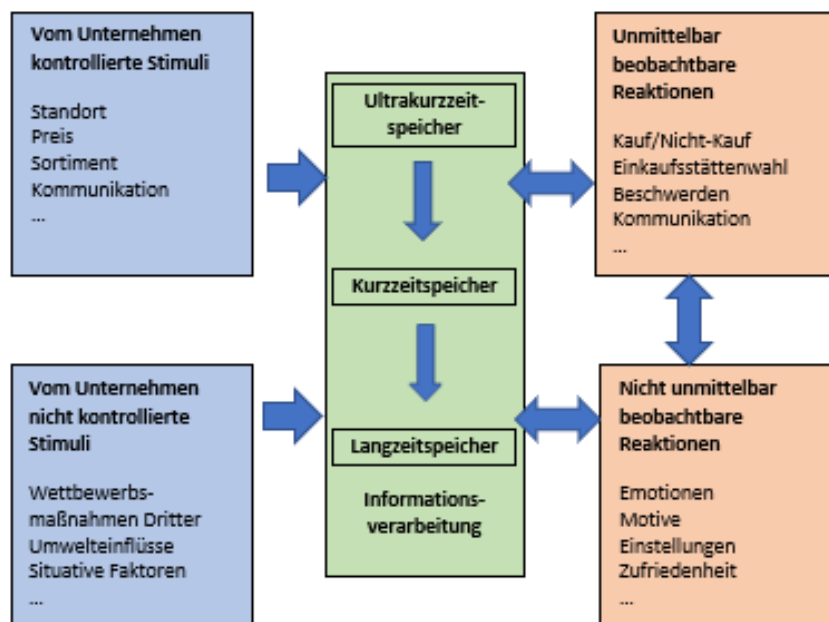 Vom Unternehmen
kontrollierte Stimuli
Standort
Preis
Sortiment
Kommunikation
...
Vom Unternehmen
nicht kontrollierte
Stimuli
Wettbewerbs-
maßnahmen Dritter
Umwelteinflüsse
Situative Faktoren
...
Ultrakurzzeit-
speicher
Kurzzeitspeicher
Langzeitspeicher
Informations-
verarbeitung
Unmittelbar
beobachtbare
Reaktionen
Kauf/Nicht-Kauf
Einkaufsstättenwahl
Beschwerden
Kommunikation
...
Nicht unmittelbar
beobachtbare
Reaktionen
Emotionen
Motive
Einstellungen
Zufriedenheit
...